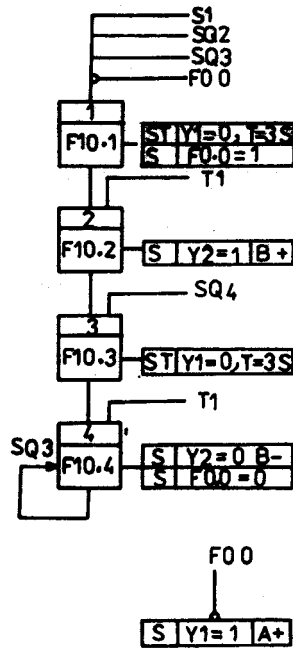 S1
SQ2
SQ3
F0 0
1
F10.1
ST Y1=0, T=3S
S F0.0=1
T1
2
F10.2
S Y2=1 B+
SQ4
3
F10.3
ST Y1=0,T=3S
T1
4
SQ3
F10.4
S Y2=0 B-
S F0.0=0
F0 0
S Y1=1 A+